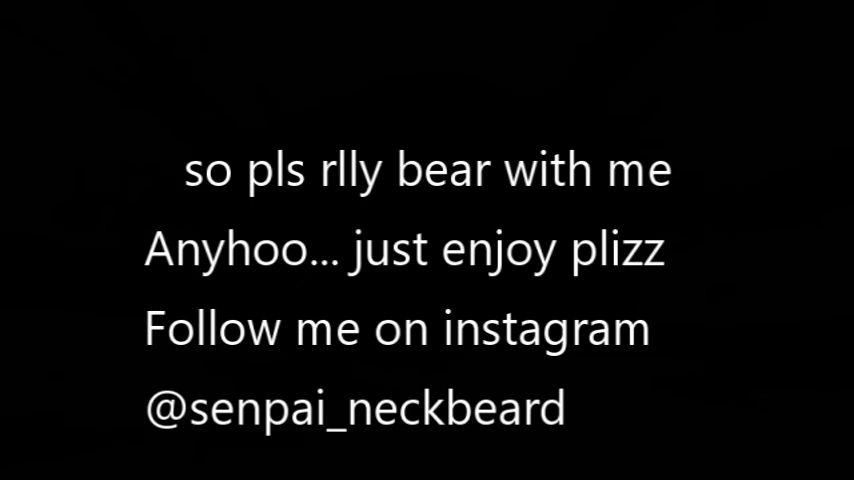 so pls rlly bear with me
Anyhoo... just enjoy plizz
Follow me on instagram
@senpai_neckbeard